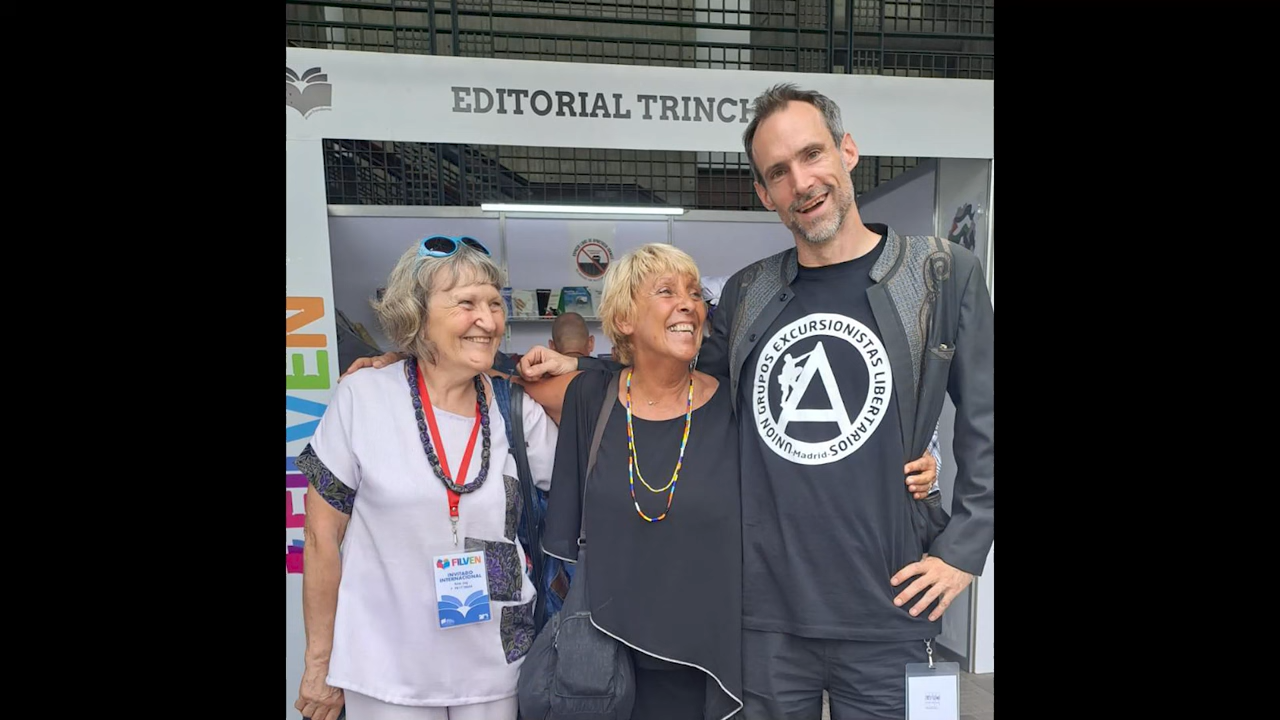 EDITORIAL TRINCH
FILVEN
UNION GRUPOS EXCURSIONISTAS LIBERTARIOS
-Madrid-
A
FILVEN
INVITADO
INTERNACIONAL